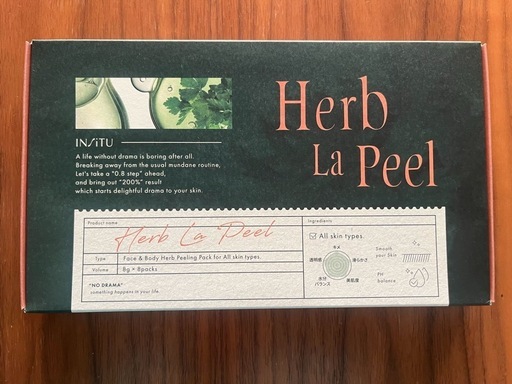 Herb
La Peel
IN/iTU
A life without drama is boring after all.
Breaking away from the usual mundane routine,
Let's take a "0.8 step" ahead,
and bring out "200%" result
which starts delightful drama to your skin.
Product name
Herb La Peel
Type
Face & Body Herb Peeling Pack for All skin types.
Volume
8g × 8packs
"NO DRAMA"
something happens in your life.
Ingredients
All skin types.
キメ
透明感
滑らかさ
水分
バランス
美肌度
Smooth
your Skin
PH
balance